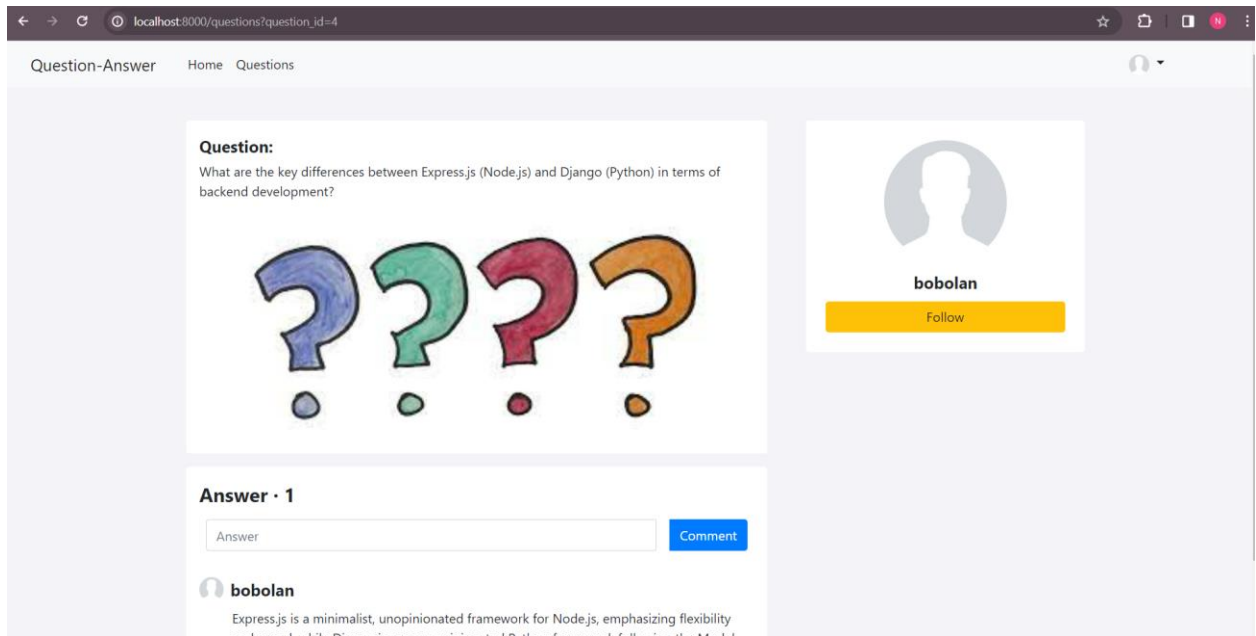 localhost:8000/questions?question_id=4
N
Question-Answer Home Questions
Question:
What are the key differences between Express.js (Node.js) and Django (Python) in terms of
backend development?
? ? ? ?
bobolan
Follow
Answer · 1
Answer Comment
bobolan
Express.js is a minimalist, unopinionated framework for Node.js, emphasizing flexibility